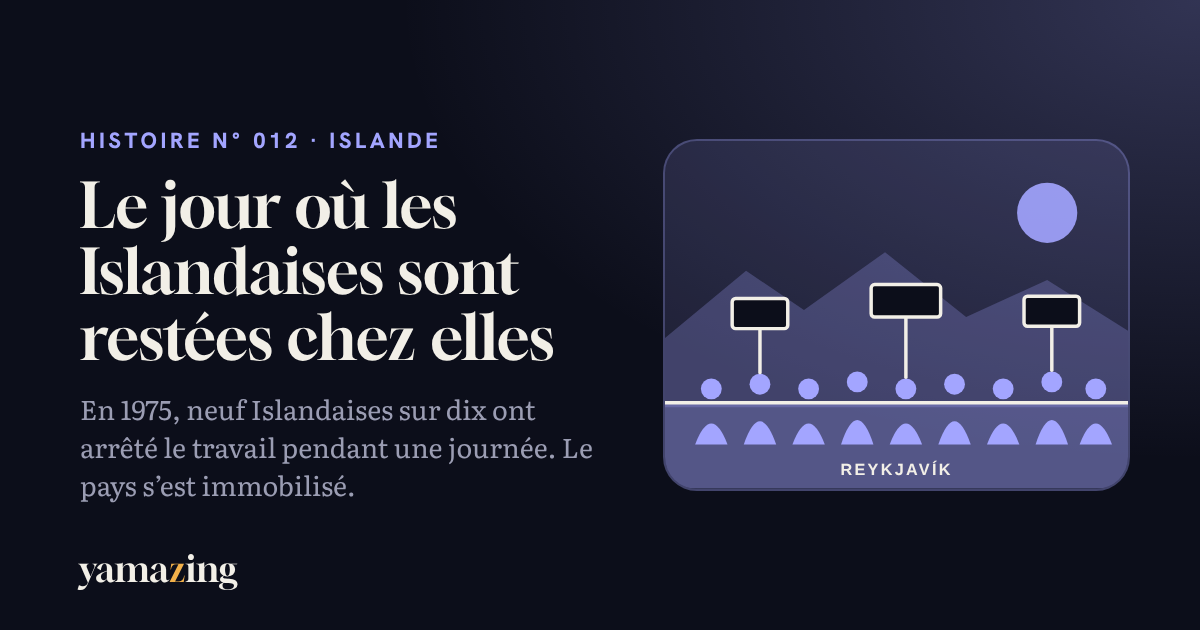 HISTOIRE N° 012 · ISLANDE
Le jour où les
Islandaises sont
restées chez elles
En 1975, neuf Islandaises sur dix ont
arrêté le travail pendant une journée. Le
pays s’est immobilisé.
REYKJAVÍK
yamazing